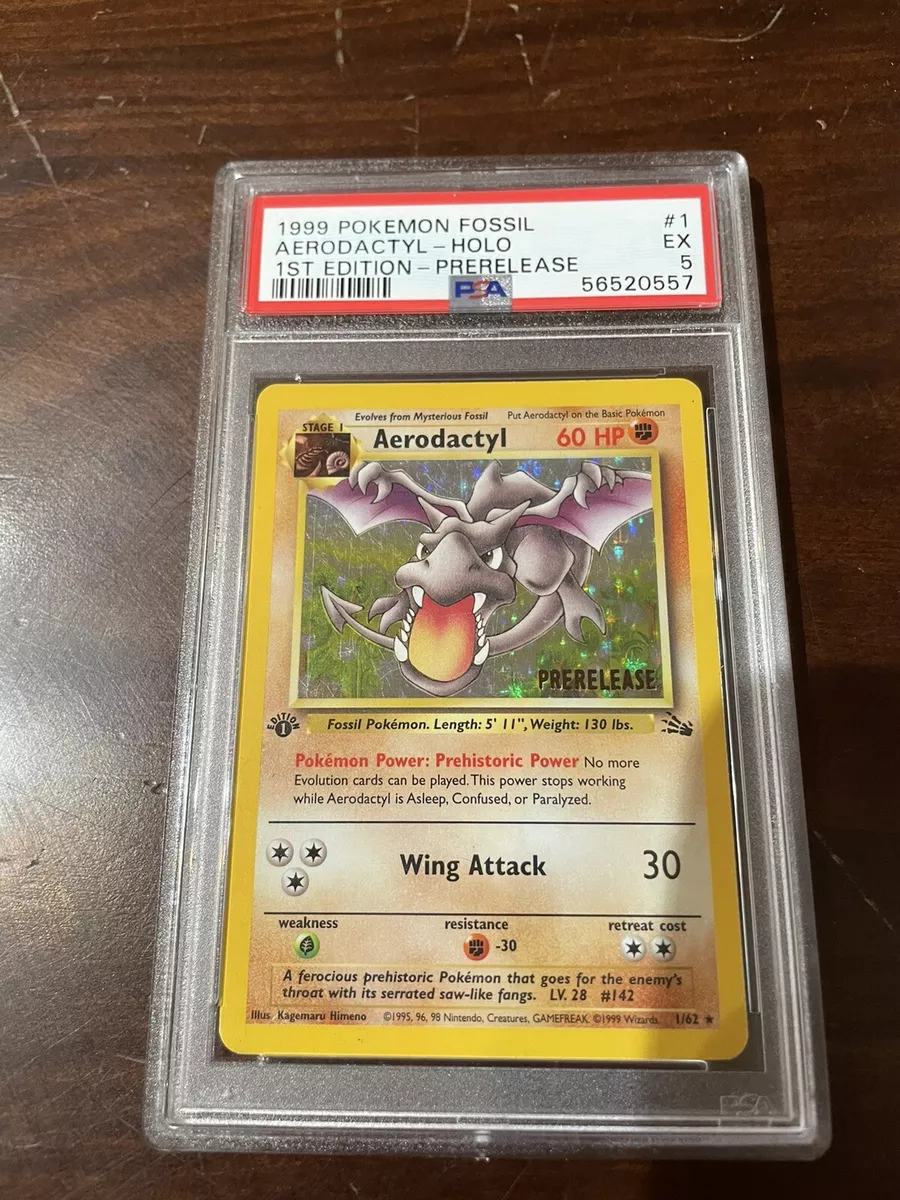 1999 POKEMON FOSSIL #1
AERODACTYL - HOLO EX
1ST EDITION - PRERELEASE 5
PSA 56520557
Evolves from Mysterious Fossil Put Aerodactyl on the Basic Pokémon
STAGE 1
Aerodactyl 60 HP
PRERELEASE
EDITION 1
Fossil Pokémon. Length: 5' 11", Weight: 130 lbs.
Pokémon Power: Prehistoric Power No more
Evolution cards can be played. This power stops working
while Aerodactyl is Asleep, Confused, or Paralyzed.
Wing Attack 30
weakness resistance retreat cost
-30
A ferocious prehistoric Pokémon that goes for the enemy's
throat with its serrated saw-like fangs. LV. 28 #142
Illus. Kagemaru Himeno ©1995, 96, 98 Nintendo, Creatures, GAMEFREAK. ©1999 Wizards. 1/62 ★
PSA